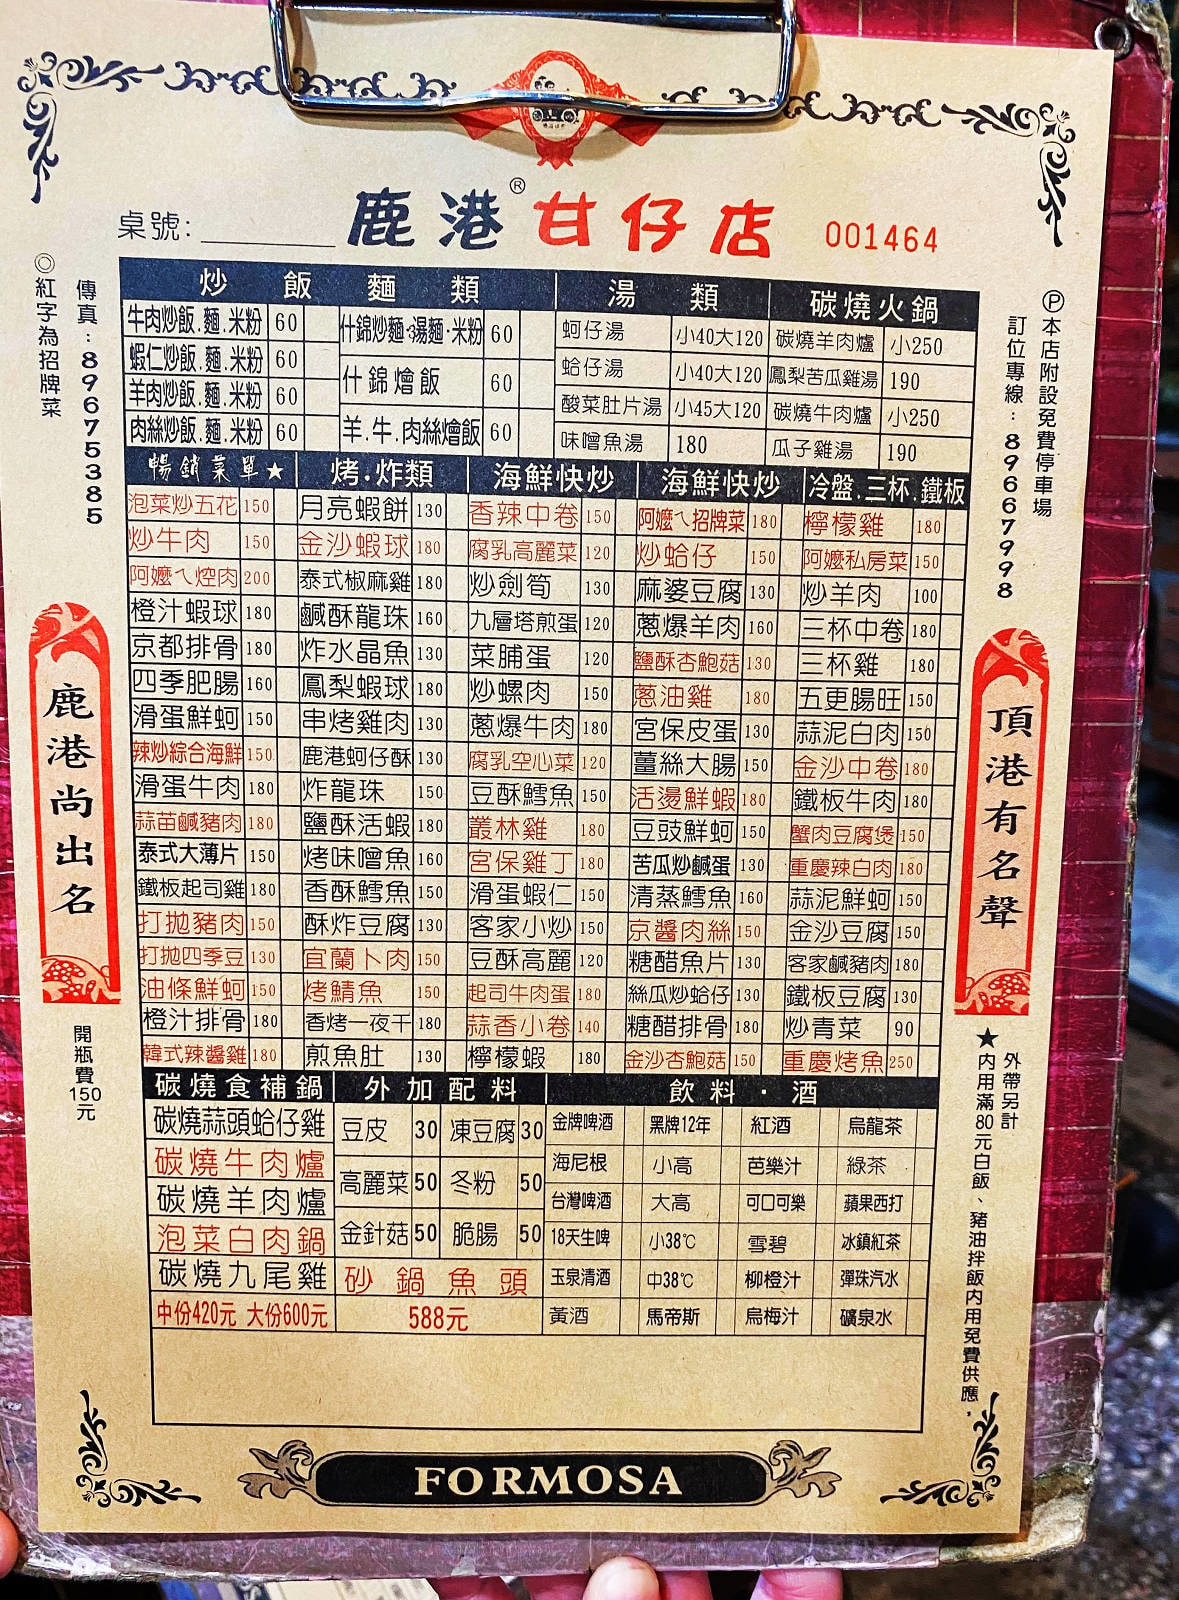 桌號:
鹿港®甘仔店
001464
◎紅字為招牌菜
傳真:89675385
Ⓟ本店附設免費停車場
訂位專線:89667998
炒飯麵類 湯類 碳燒火鍋
牛肉炒飯.麵.米粉 60 什錦炒麵.湯麵.米粉 60 蚵仔湯 小40大120 碳燒羊肉爐 小250
蝦仁炒飯.麵.米粉 60 什錦燴飯 60 蛤仔湯 小40大120 鳳梨苦瓜雞湯 190
羊肉炒飯.麵.米粉 60 羊.牛.肉絲燴飯 60 酸菜肚片湯 小45大120 碳燒牛肉爐 小250
肉絲炒飯.麵.米粉 60 味噌魚湯 180 瓜子雞湯 190
暢銷菜單★ 烤.炸類 海鮮快炒 海鮮快炒 冷盤.三杯.鐵板
泡菜炒五花 150 月亮蝦餅 130 香辣中卷 150 阿嬤ㄟ招牌菜 180 檸檬雞 180
炒牛肉 150 金沙蝦球 180 腐乳高麗菜 120 炒蛤仔 150 阿嬤私房菜 150
阿嬤ㄟ焢肉 200 泰式椒麻雞 180 炒劍筍 130 麻婆豆腐 130 炒羊肉 100
橙汁蝦球 180 鹹酥龍珠 160 九層塔煎蛋 120 蔥爆羊肉 160 三杯中卷 180
京都排骨 180 炸水晶魚 130 菜脯蛋 120 鹽酥杏鮑菇 130 三杯雞 180
四季肥腸 160 鳳梨蝦球 180 炒螺肉 150 蔥油雞 180 五更腸旺 150
滑蛋鮮蚵 150 串烤雞肉 130 蔥爆牛肉 180 宮保皮蛋 130 蒜泥白肉 150
辣炒綜合海鮮 150 鹿港蚵仔酥 130 腐乳空心菜 120 薑絲大腸 150 金沙中卷 180
滑蛋牛肉 180 炸龍珠 150 豆酥鱈魚 150 活燙鮮蝦 180 鐵板牛肉 180
蒜苗鹹豬肉 180 鹽酥活蝦 180 叢林雞 180 豆豉鮮蚵 150 蟹肉豆腐煲 150
泰式大薄片 150 烤味噌魚 160 宮保雞丁 180 苦瓜炒鹹蛋 130 重慶辣白肉 180
鐵板起司雞 180 香酥鱈魚 150 滑蛋蝦仁 150 清蒸鱈魚 160 蒜泥鮮蚵 150
打拋豬肉 150 酥炸豆腐 130 客家小炒 150 京醬肉絲 150 金沙豆腐 150
打拋四季豆 130 宜蘭卜肉 150 豆酥高麗 120 糖醋魚片 130 客家鹹豬肉 180
油條鮮蚵 150 烤鯖魚 150 起司牛肉蛋 180 絲瓜炒蛤仔 130 鐵板豆腐 130
橙汁排骨 180 香烤一夜干 180 蒜香小卷 140 糖醋排骨 180 炒青菜 90
韓式辣醬雞 180 煎魚肚 130 檸檬蝦 180 金沙杏鮑菇 150 重慶烤魚 250
碳燒食補鍋 外加配料 飲料.酒
碳燒蒜頭蛤仔雞 豆皮 30 凍豆腐 30 金牌啤酒 黑牌12年 紅酒 烏龍茶
碳燒牛肉爐 高麗菜 50 冬粉 50 海尼根 小高 芭樂汁 綠茶
碳燒羊肉爐 金針菇 50 脆腸 50 台灣啤酒 大高 可口可樂 蘋果西打
泡菜白肉鍋 18天生啤 小38℃ 雪碧 冰鎮紅茶
碳燒九尾雞 砂鍋魚頭 玉泉清酒 中38℃ 柳橙汁 彈珠汽水
中份420元 大份600元 588元 黃酒 馬帝斯 烏梅汁 礦泉水
鹿港尚出名
頂港有名聲
開瓶費150元
外帶另計
★內用滿80元白飯、豬油拌飯內用免費供應。
FORMOSA